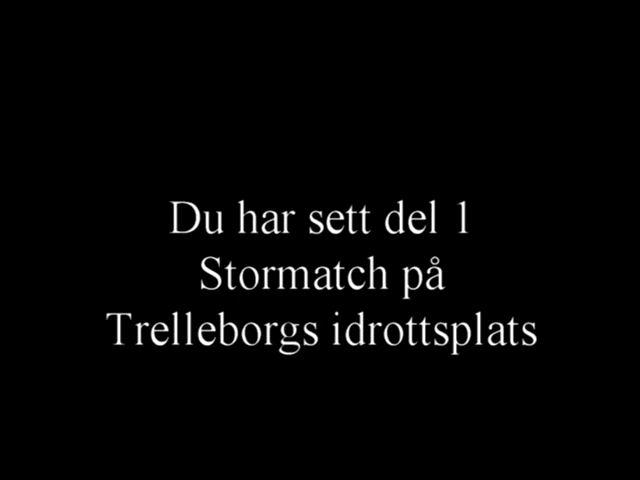 Du har sett del 1
Stormatch på
Trelleborgs idrottsplats